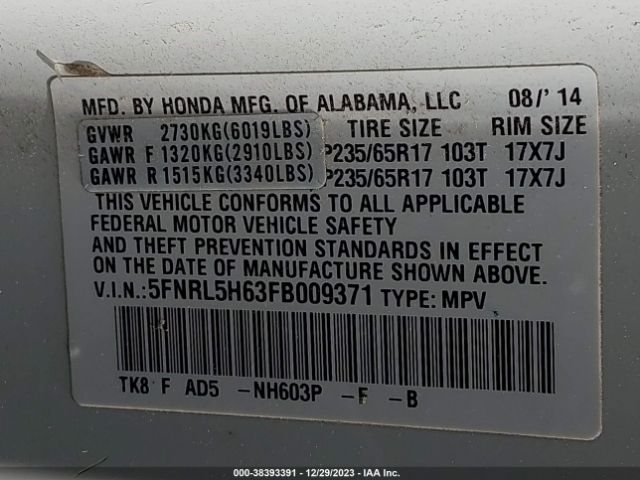 MFD. BY HONDA MFG. OF ALABAMA, LLC 08/' 14
GVWR 2730KG(6019LBS) TIRE SIZE RIM SIZE
GAWR F 1320KG(2910LBS) P235/65R17 103T 17X7J
GAWR R 1515KG(3340LBS) P235/65R17 103T 17X7J
THIS VEHICLE CONFORMS TO ALL APPLICABLE
FEDERAL MOTOR VEHICLE SAFETY
AND THEFT PREVENTION STANDARDS IN EFFECT
ON THE DATE OF MANUFACTURE SHOWN ABOVE.
V.I.N.:5FNRL5H63FB009371 TYPE: MPV
TK8 F AD5 -NH603P -F -B
000-38393391 - 12/29/2023 - IAA Inc.